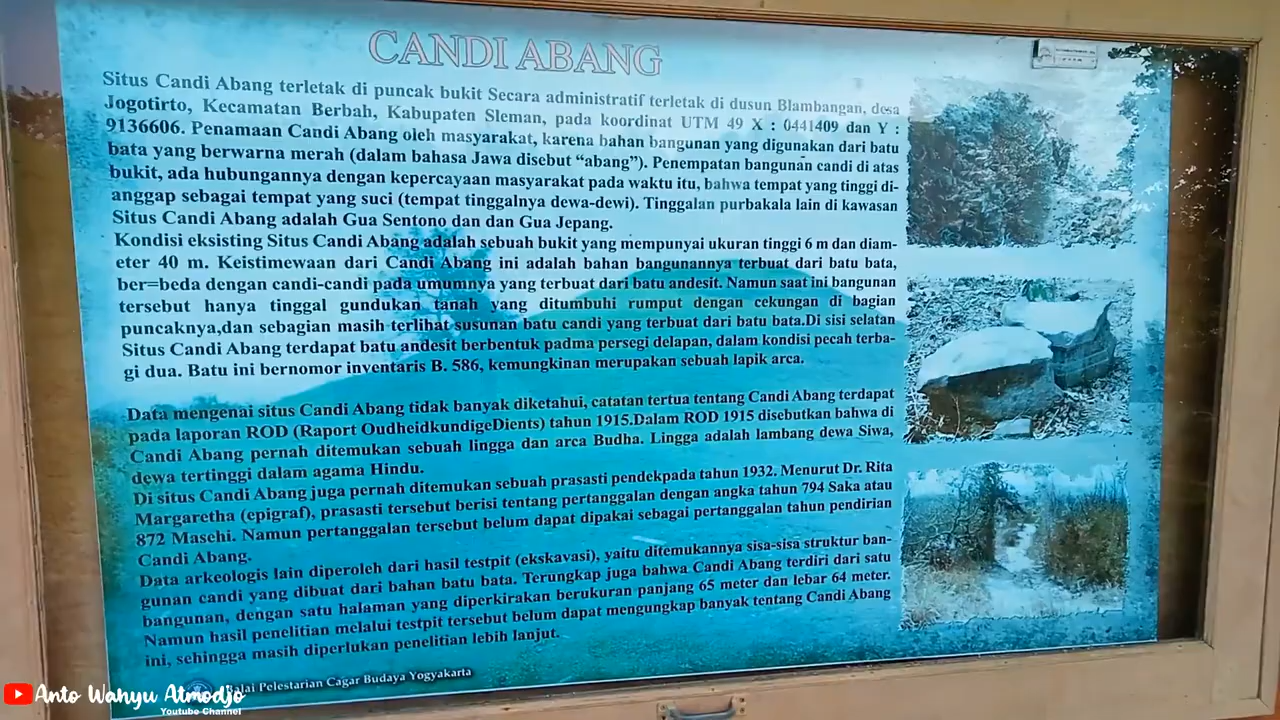 CANDI ABANG
Situs Candi Abang terletak di puncak bukit Secara administratif terletak di dusun Blambangan, desa
Jogotirto, Kecamatan Berbah, Kabupaten Sleman, pada koordinat UTM 49 X : 0441409 dan Y :
9136606. Penamaan Candi Abang oleh masyarakat, karena bahan bangunan yang digunakan dari batu
bata yang berwarna merah (dalam bahasa Jawa disebut “abang”). Penempatan bangunan candi di atas
bukit, ada hubungannya dengan kepercayaan masyarakat pada waktu itu, bahwa tempat yang tinggi di-
anggap sebagai tempat yang suci (tempat tinggalnya dewa-dewi). Tinggalan purbakala lain di kawasan
Situs Candi Abang adalah Gua Sentono dan dan Gua Jepang.
Kondisi eksisting Situs Candi Abang adalah sebuah bukit yang mempunyai ukuran tinggi 6 m dan diam-
eter 40 m. Keistimewaan dari Candi Abang ini adalah bahan bangunannya terbuat dari batu bata,
ber=beda dengan candi-candi pada umumnya yang terbuat dari batu andesit. Namun saat ini bangunan
tersebut hanya tinggal gundukan tanah yang ditumbuhi rumput dengan cekungan di bagian
puncaknya,dan sebagian masih terlihat susunan batu candi yang terbuat dari batu bata.Di sisi selatan
Situs Candi Abang terdapat batu andesit berbentuk padma persegi delapan, dalam kondisi pecah terba-
gi dua. Batu ini bernomor inventaris B. 586, kemungkinan merupakan sebuah lapik arca.
Data mengenai situs Candi Abang tidak banyak diketahui, catatan tertua tentang Candi Abang terdapat
pada laporan ROD (Raport OudheidkundigeDients) tahun 1915.Dalam ROD 1915 disebutkan bahwa di
Candi Abang pernah ditemukan sebuah lingga dan arca Budha. Lingga adalah lambang dewa Siwa,
dewa tertinggi dalam agama Hindu.
Di situs Candi Abang juga pernah ditemukan sebuah prasasti pendekpada tahun 1932. Menurut Dr. Rita
Margaretha (epigraf), prasasti tersebut berisi tentang pertanggalan dengan angka tahun 794 Saka atau
872 Maschi. Namun pertanggalan tersebut belum dapat dipakai sebagai pertanggalan tahun pendirian
Candi Abang.
Data arkeologis lain diperoleh dari hasil testpit (ekskavasi), yaitu ditemukannya sisa-sisa struktur ban-
gunan candi yang dibuat dari bahan batu bata. Terungkap juga bahwa Candi Abang terdiri dari satu
bangunan, dengan satu halaman yang diperkirakan berukuran panjang 65 meter dan lebar 64 meter.
Namun hasil penelitian melalui testpit tersebut belum dapat mengungkap banyak tentang Candi Abang
ini, sehingga masih diperlukan penelitian lebih lanjut.
Balai Pelestarian Cagar Budaya Yogyakarta
Anto Wahyu Atmodjo
Youtube Channel